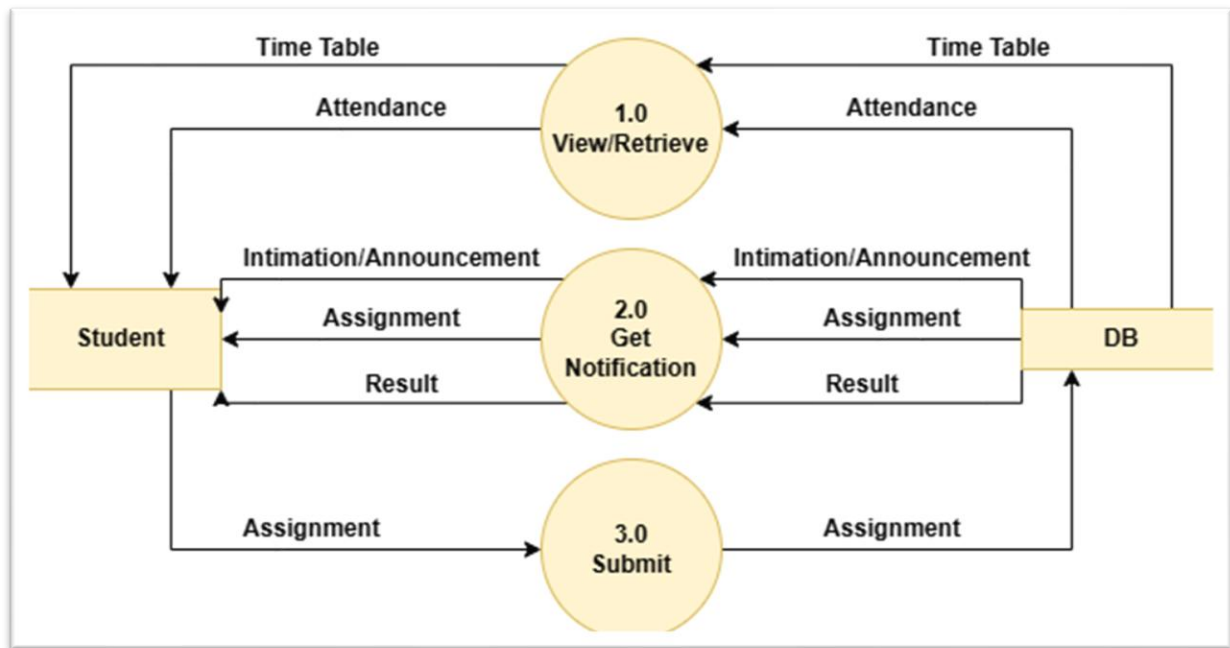 Time Table
Time Table
1.0
View/Retrieve
Attendance
Attendance
Intimation/Announcement
Intimation/Announcement
2.0
Get
Notification
Student
Assignment
Assignment
DB
Result
Result
3.0
Submit
Assignment
Assignment